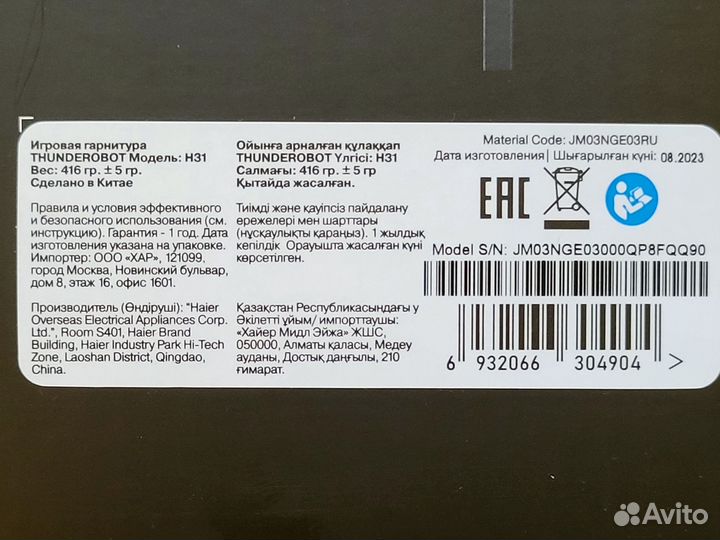 Игровая гарнитура
THUNDEROBOT Модель: H31
Вес: 416 гр. ± 5 гр.
Сделано в Китае
Правила и условия эффективного
и безопасного использования (см.
инструкцию). Гарантия - 1 год. Дата
изготовления указана на упаковке.
Импортер: ООО «ХАР», 121099,
город Москва, Новинский бульвар,
дом 8, этаж 16, офис 1601.
Производитель (Өндіруші): "Haier
Overseas Electrical Appliances Corp.
Ltd.", Room S401, Haier Brand
Building, Haier Industry Park Hi-Tech
Zone, Laoshan District, Qingdao,
China.
Ойынға арналған құлаққап
THUNDEROBOT Үлгісі: H31
Салмағы: 416 гр. ± 5 гр
Қытайда жасалған.
Тиімді және қауіпсіз пайдалану
ережелері мен шарттары
(нұсқаулықты қараңыз). 1 жылдық
кепілдік. Орауышта жасалған күні
көрсетілген.
Қазақстан Республикасындағы у
Өкілетті ұйым/ импорттаушы:
«Хайер Мидл Эйжа» ЖШС,
050000, Алматы қаласы, Медеу
ауданы, Достық даңғылы, 210
ғимарат.
Material Code: JM03NGE03RU
Дата изготовления | Шығарылған күні: 08.2023
EAC
Model S/N: JM03NGE03000QP8FQQ90
6 932066 304904 >
Avito